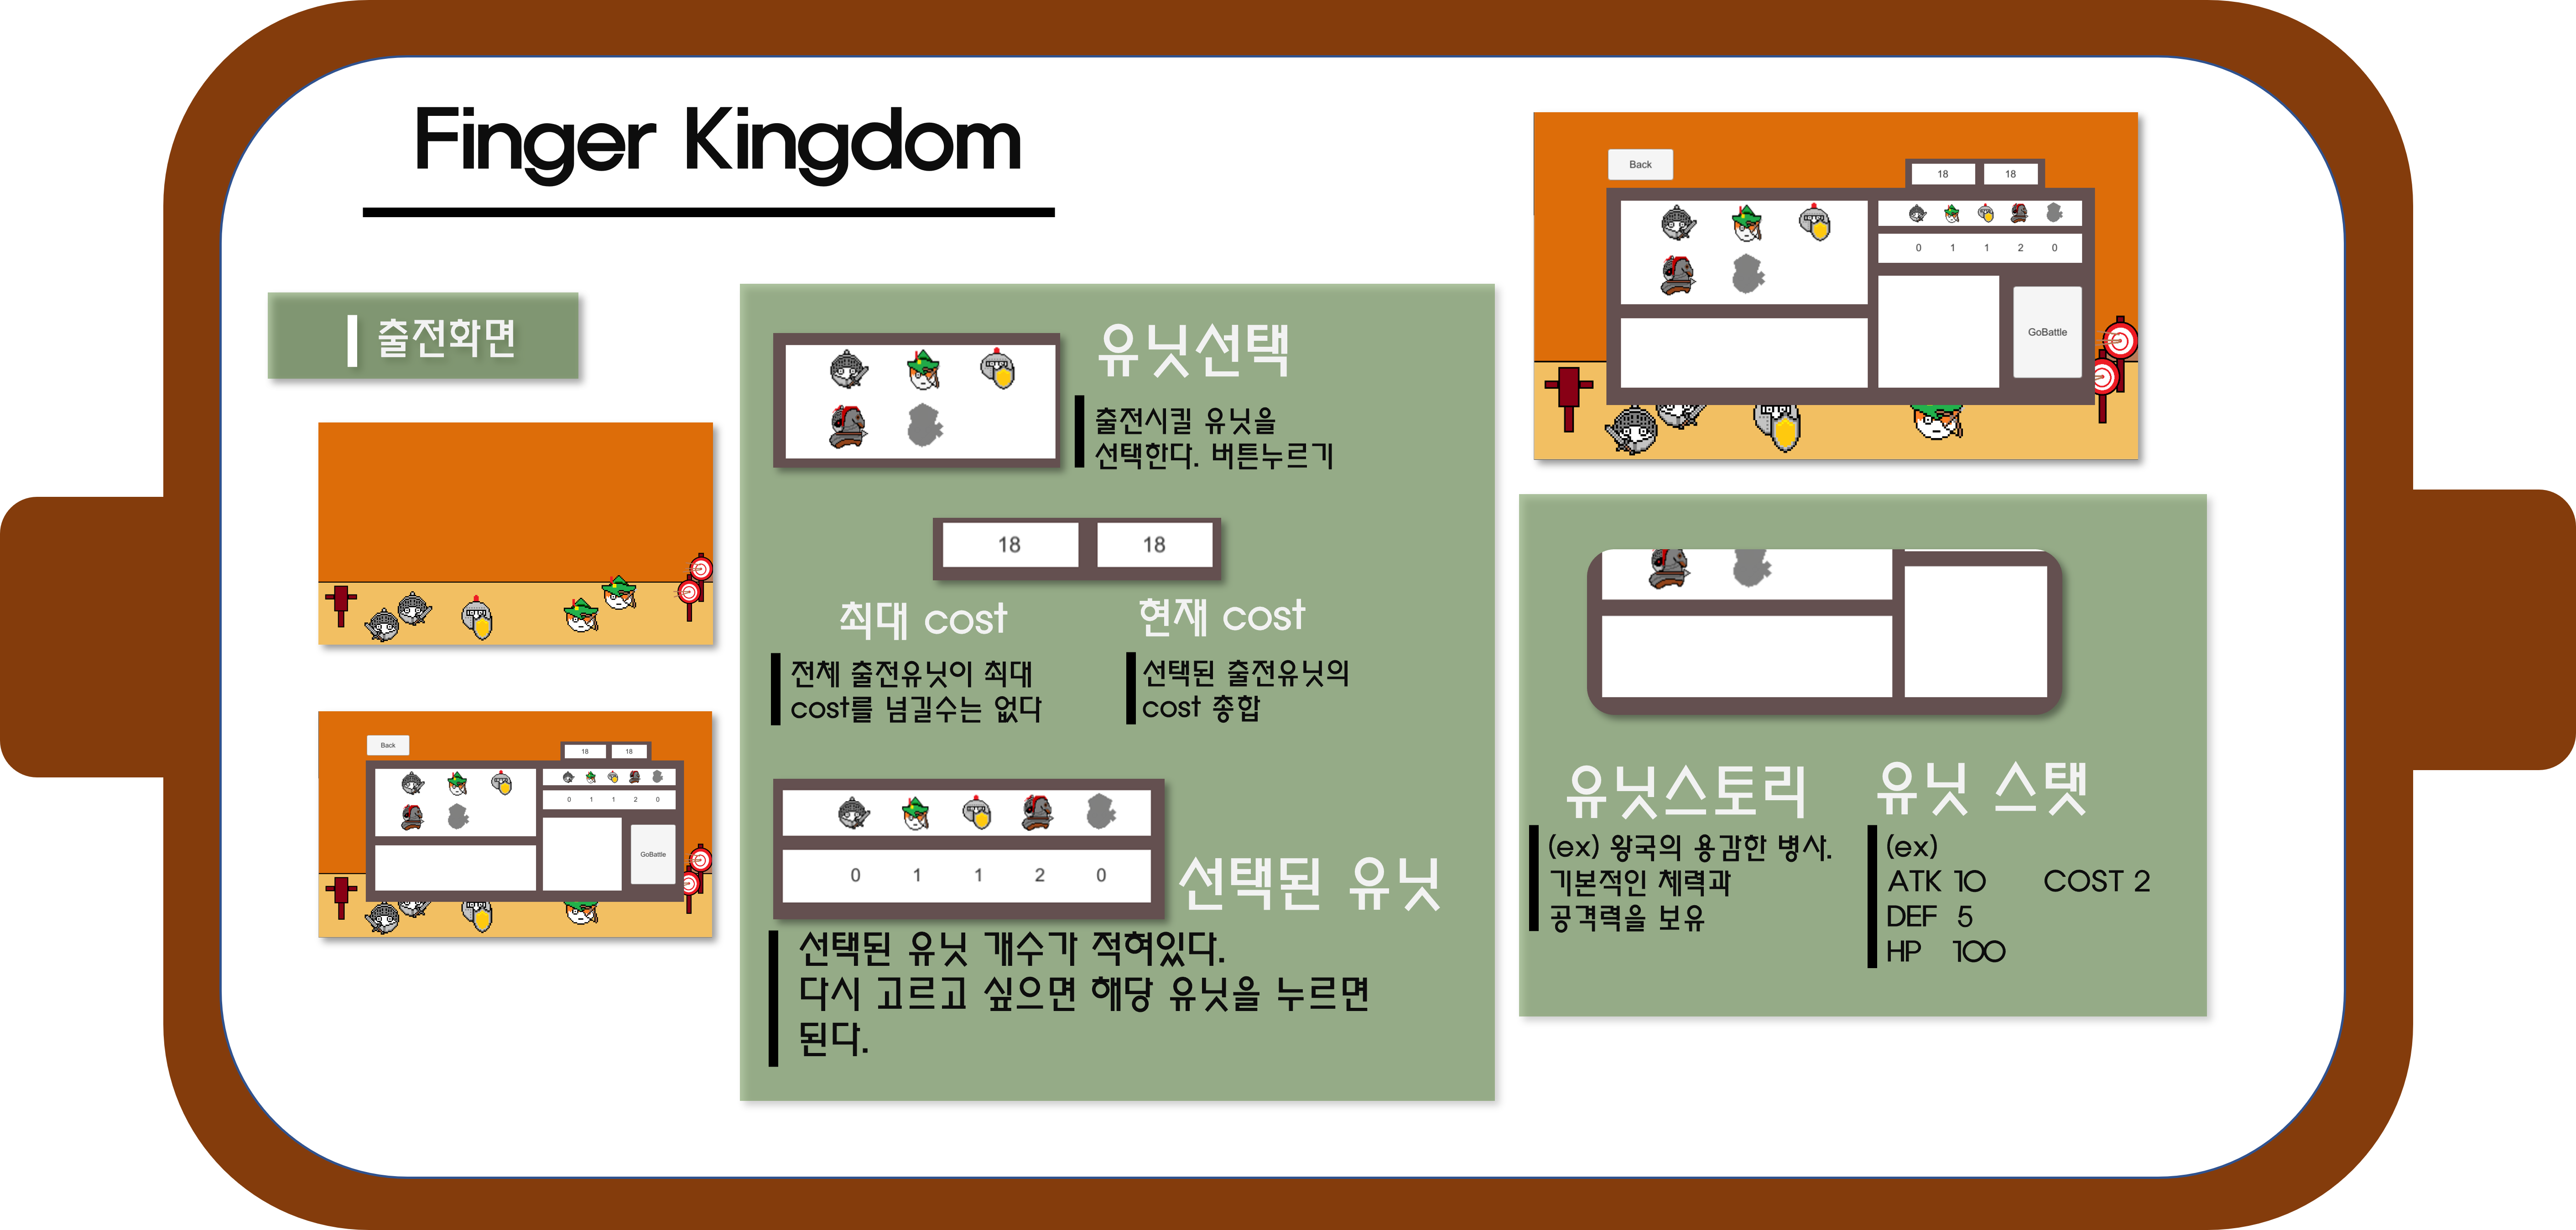 Finger Kingdom
출전화면
Back
18 18
0 1 1 2 0
GoBattle
유닛선택
출전시킬 유닛을
선택한다. 버튼누르기
18 18
최대 cost
전체 출전유닛이 최대
cost를 넘길수는 없다
현재 cost
선택된 출전유닛의
cost 총합
0 1 1 2 0
선택된 유닛
선택된 유닛 개수가 적혀있다.
다시 고르고 싶으면 해당 유닛을 누르면
된다.
Back
18 18
0 1 1 2 0
GoBattle
유닛스토리
(ex) 왕국의 용감한 병사.
기본적인 체력과
공격력을 보유
유닛 스탯
(ex)
ATK 10 COST 2
DEF 5
HP 100